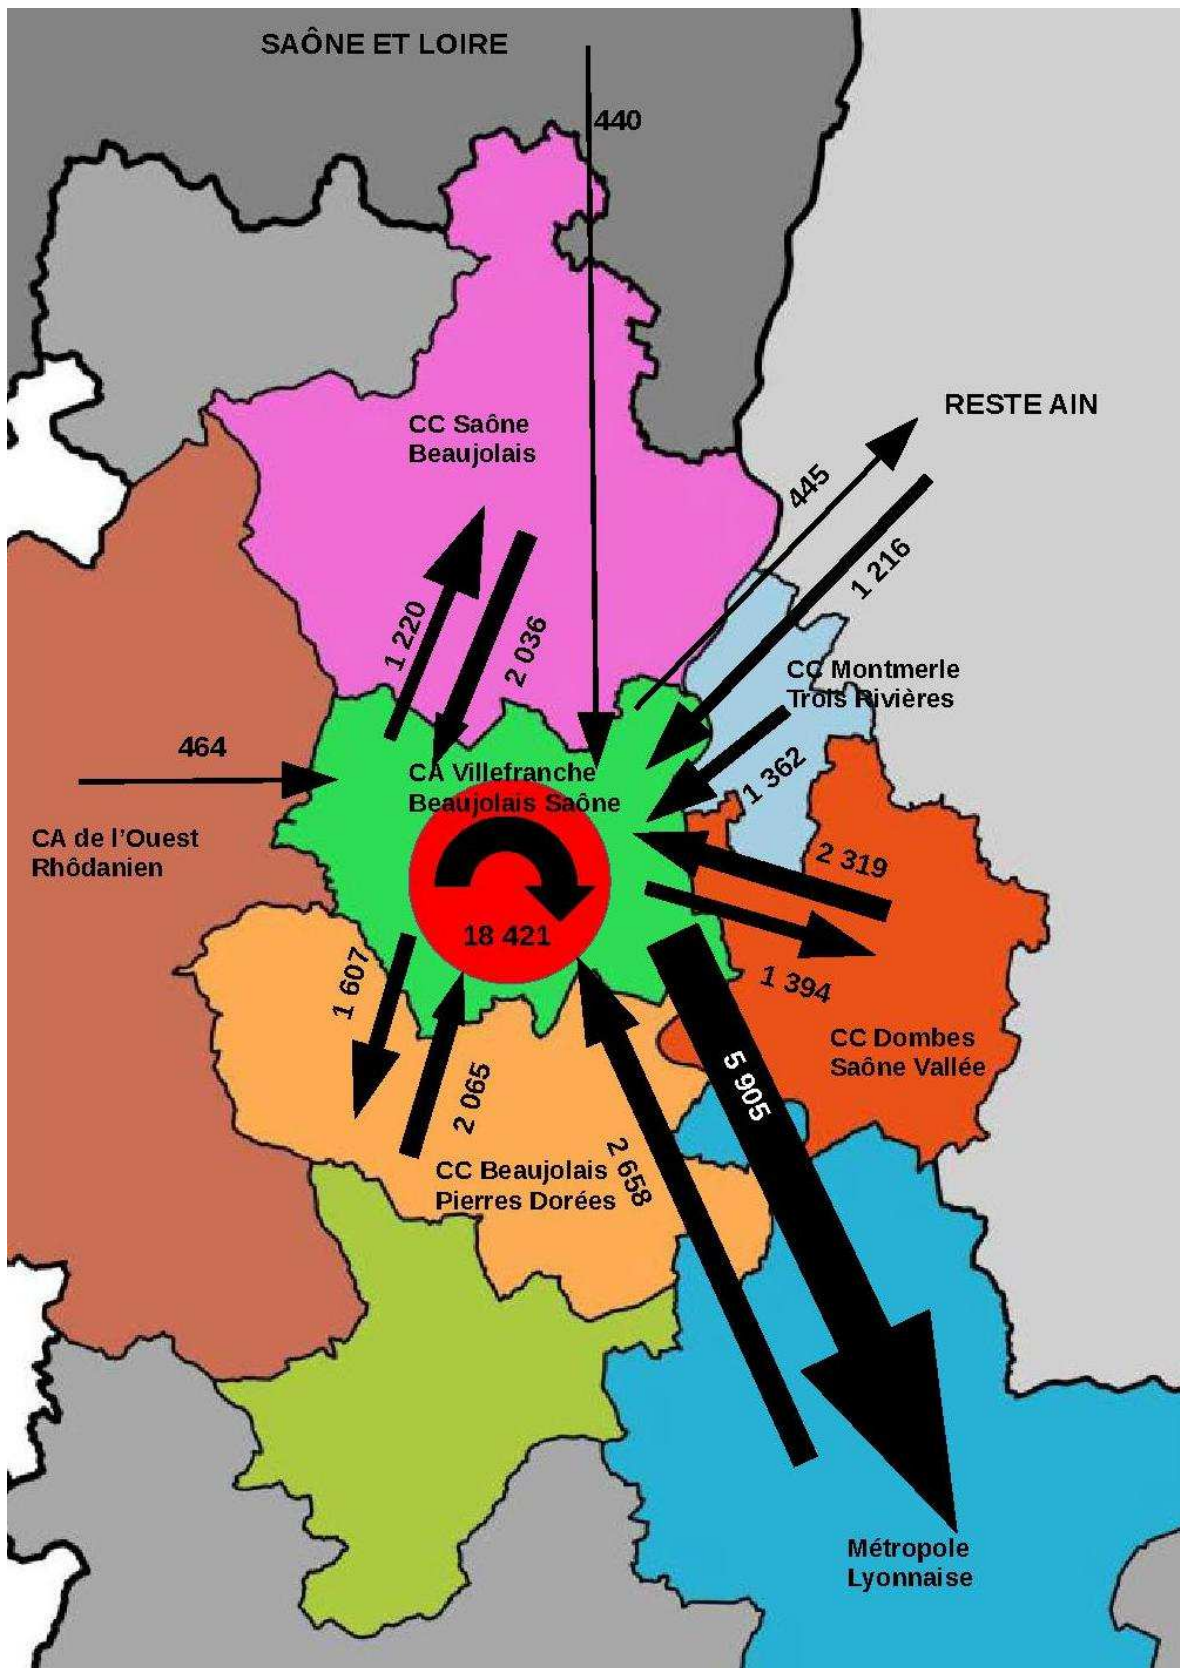 SAÔNE ET LOIRE
440
RESTE AIN
CC Saône
Beaujolais
445
1 216
1 220
2 036
CC Montmerle
Trois Rivières
464
CA Villefranche
Beaujolais Saône
1 362
CA de l'Ouest
Rhôdanien
2 319
18 421
1 607
1 394
CC Dombes
Saône Vallée
5 905
2 065
2 658
CC Beaujolais
Pierres Dorées
Métropole
Lyonnaise